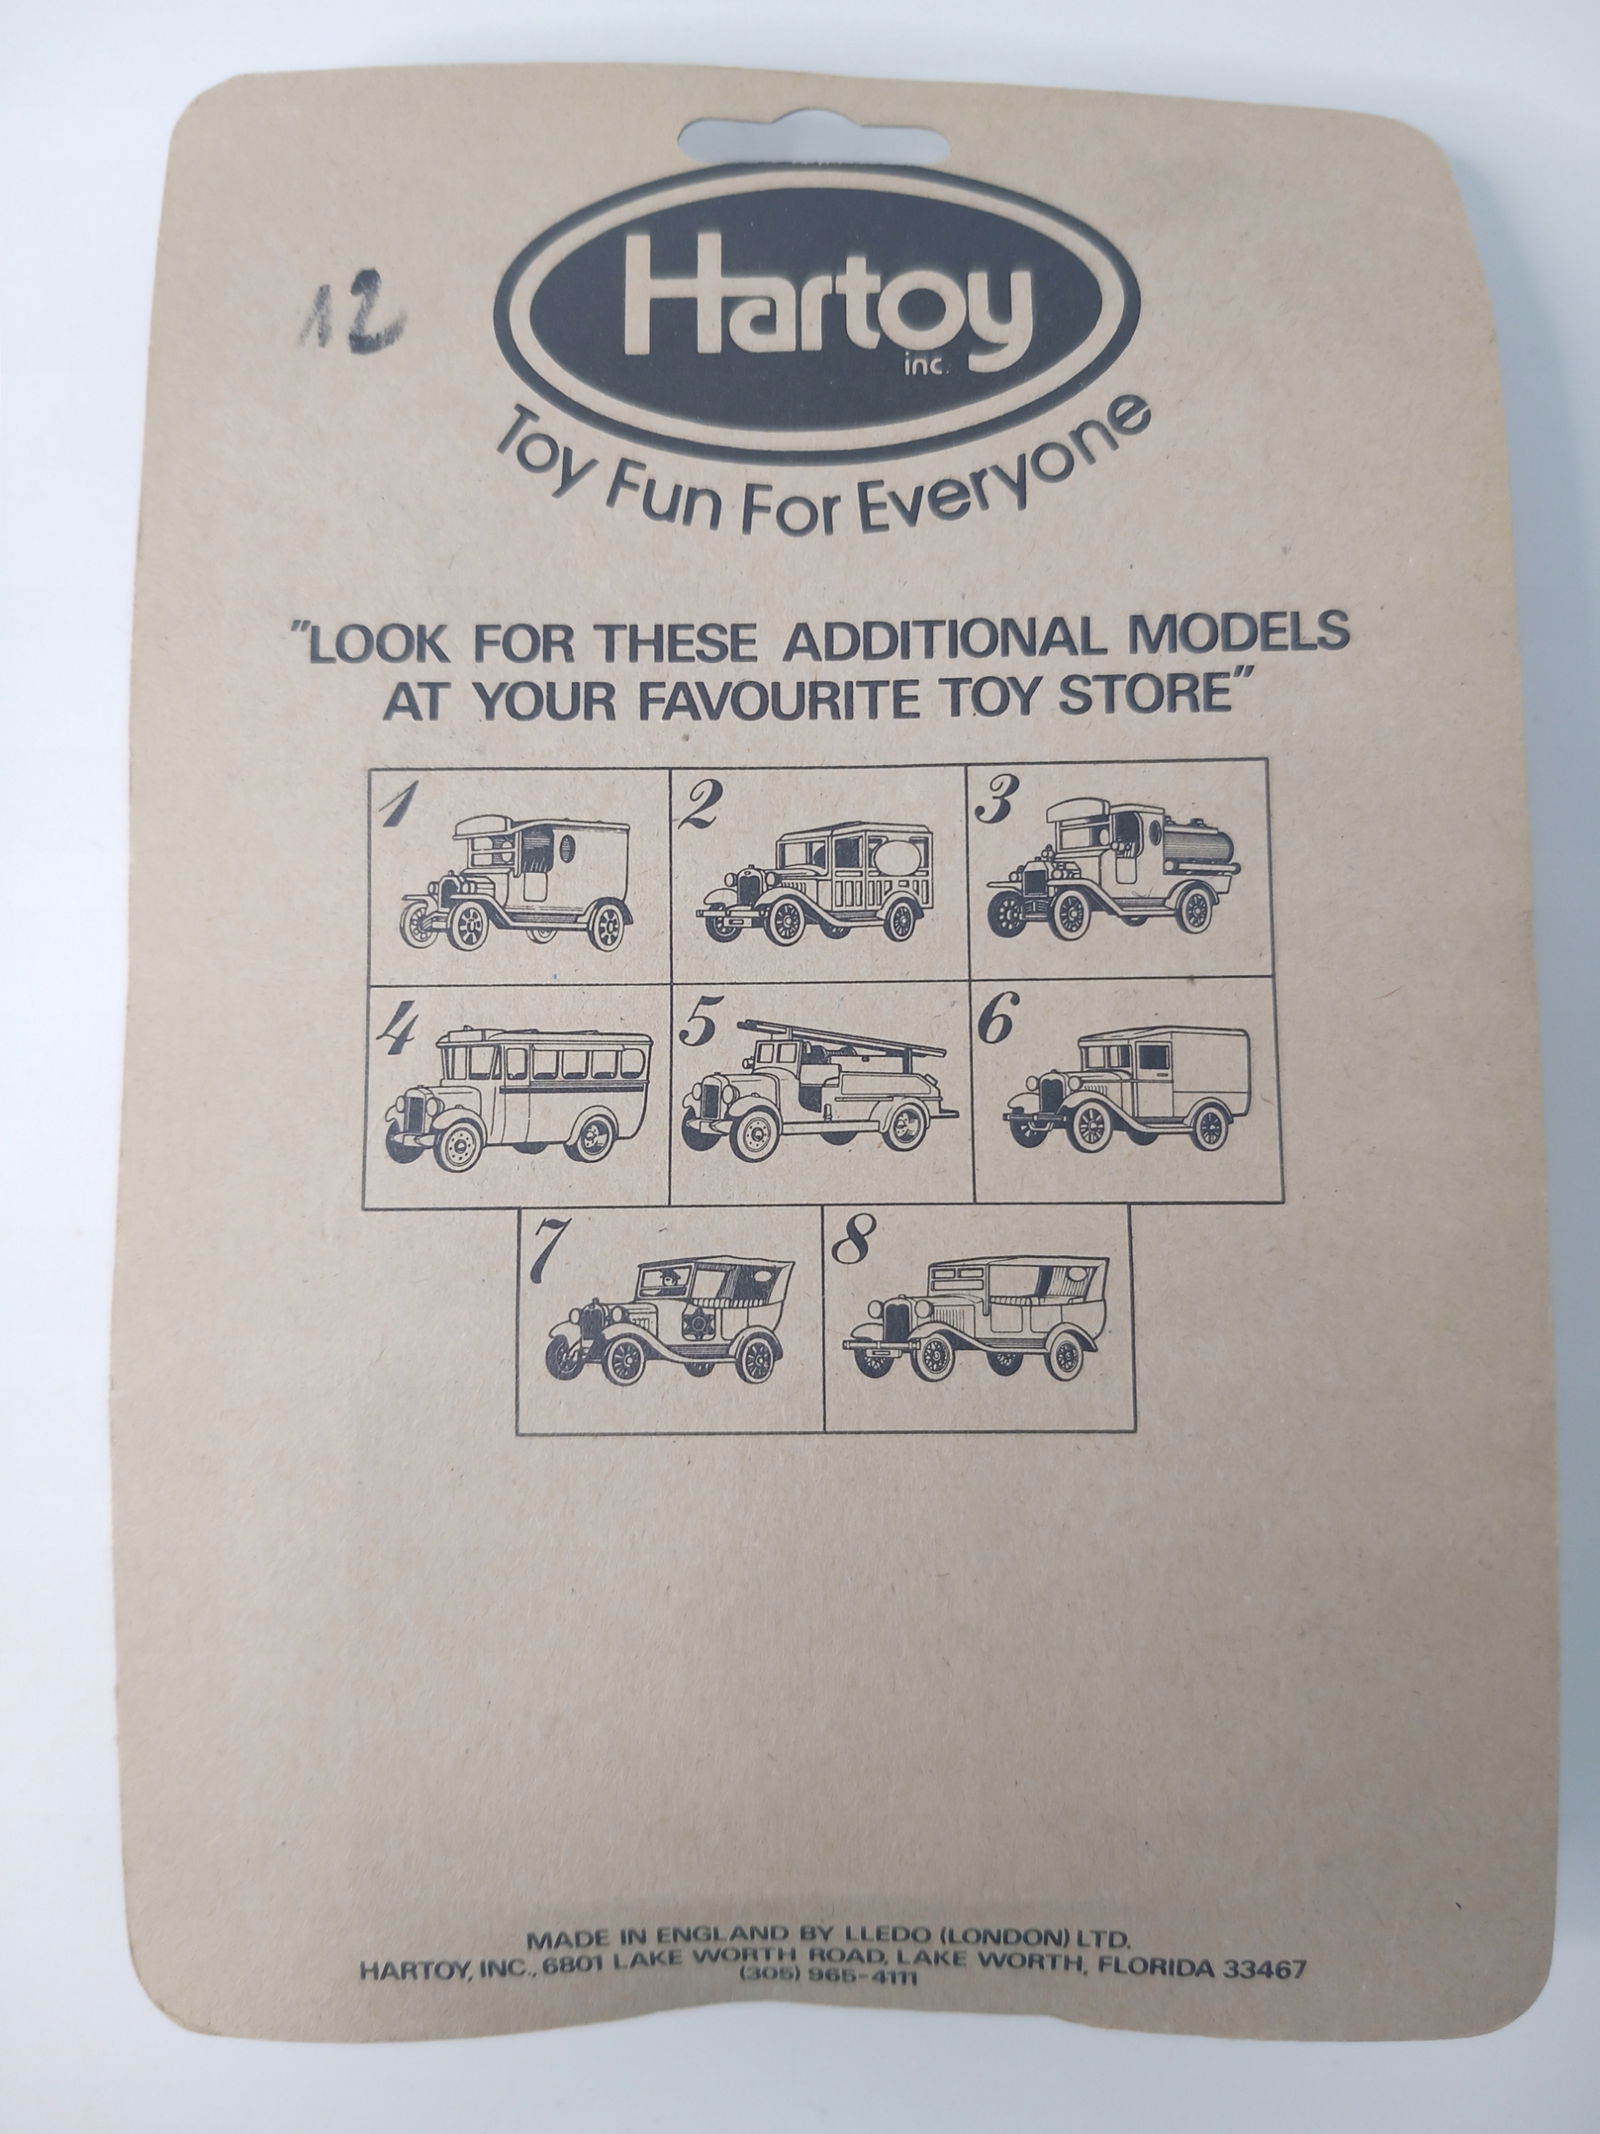 12
Hartoy
inc.
Toy Fun For Everyone
"LOOK FOR THESE ADDITIONAL MODELS
AT YOUR FAVOURITE TOY STORE"
1 2 3
4 5 6
7 8
MADE IN ENGLAND BY LLEDO (LONDON) LTD.
HARTOY, INC., 6801 LAKE WORTH ROAD, LAKE WORTH, FLORIDA 33467
(305) 965-4111